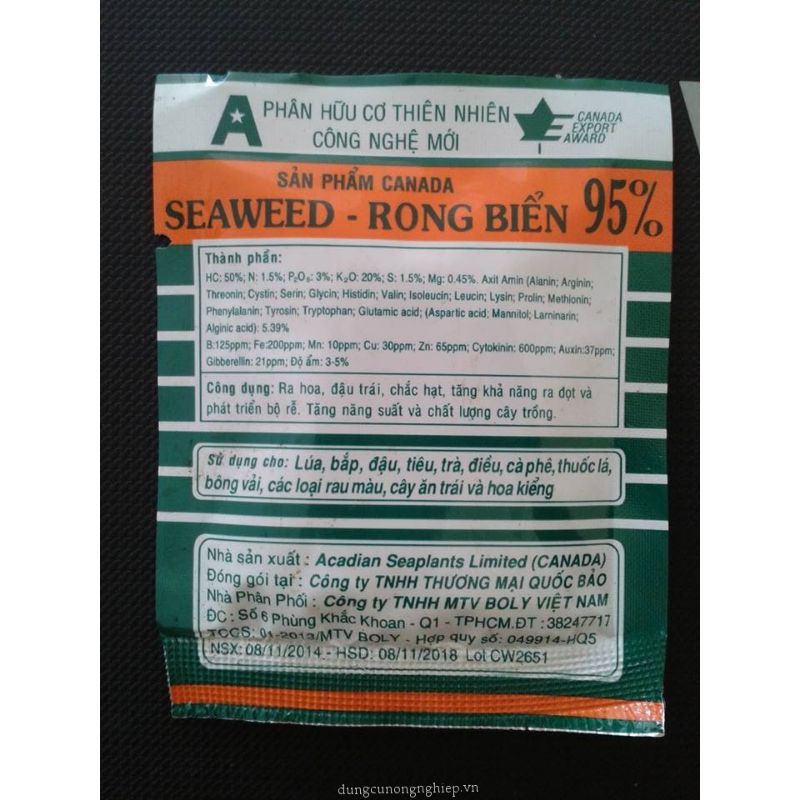 A PHÂN HỮU CƠ THIÊN NHIÊN
CÔNG NGHỆ MỚI
CANADA
EXPORT
AWARD
SẢN PHẨM CANADA
SEAWEED - RONG BIỂN 95%
Thành phần:
HC: 50%; N: 1.5%; P₂O₅: 3%; K₂O: 20%; S: 1.5%; Mg: 0.45%. Axit Amin (Alanin; Arginin;
Threonin; Cystin; Serin; Glycin; Histidin; Valin; Isoleucin; Leucin; Lysin; Prolin; Methionin;
Phenylalanin; Tyrosin; Tryptophan; Glutamic acid; (Aspartic acid; Mannitol; Larninarin;
Alginic acid): 5.39%
B:125ppm; Fe:200ppm; Mn: 10ppm; Cu: 30ppm; Zn: 65ppm; Cytokinin: 600ppm; Auxin:37ppm;
Gibberellin: 21ppm; Độ ẩm: 3-5%
Công dụng: Ra hoa, đậu trái, chắc hạt, tăng khả năng ra đọt và
phát triển bộ rễ. Tăng năng suất và chất lượng cây trồng.
Sử dụng cho: Lúa, bắp, đậu, tiêu, trà, điều, cà phê, thuốc lá,
bông vải, các loại rau màu, cây ăn trái và hoa kiểng
Nhà sản xuất : Acadian Seaplants Limited (CANADA)
Đóng gói tại : Công ty TNHH THƯƠNG MẠI QUỐC BẢO
Nhà Phân Phối : Công ty TNHH MTV BOLY VIỆT NAM
ĐC : Số 6 Phùng Khắc Khoan - Q1 - TPHCM.ĐT : 38247717
TCCS: 01-2013/MTV BOLY - Hợp quy số: 049914-HQ5
NSX: 08/11/2014 - HSD: 08/11/2018 Lot CW2651
dungcunongnghiep.vn